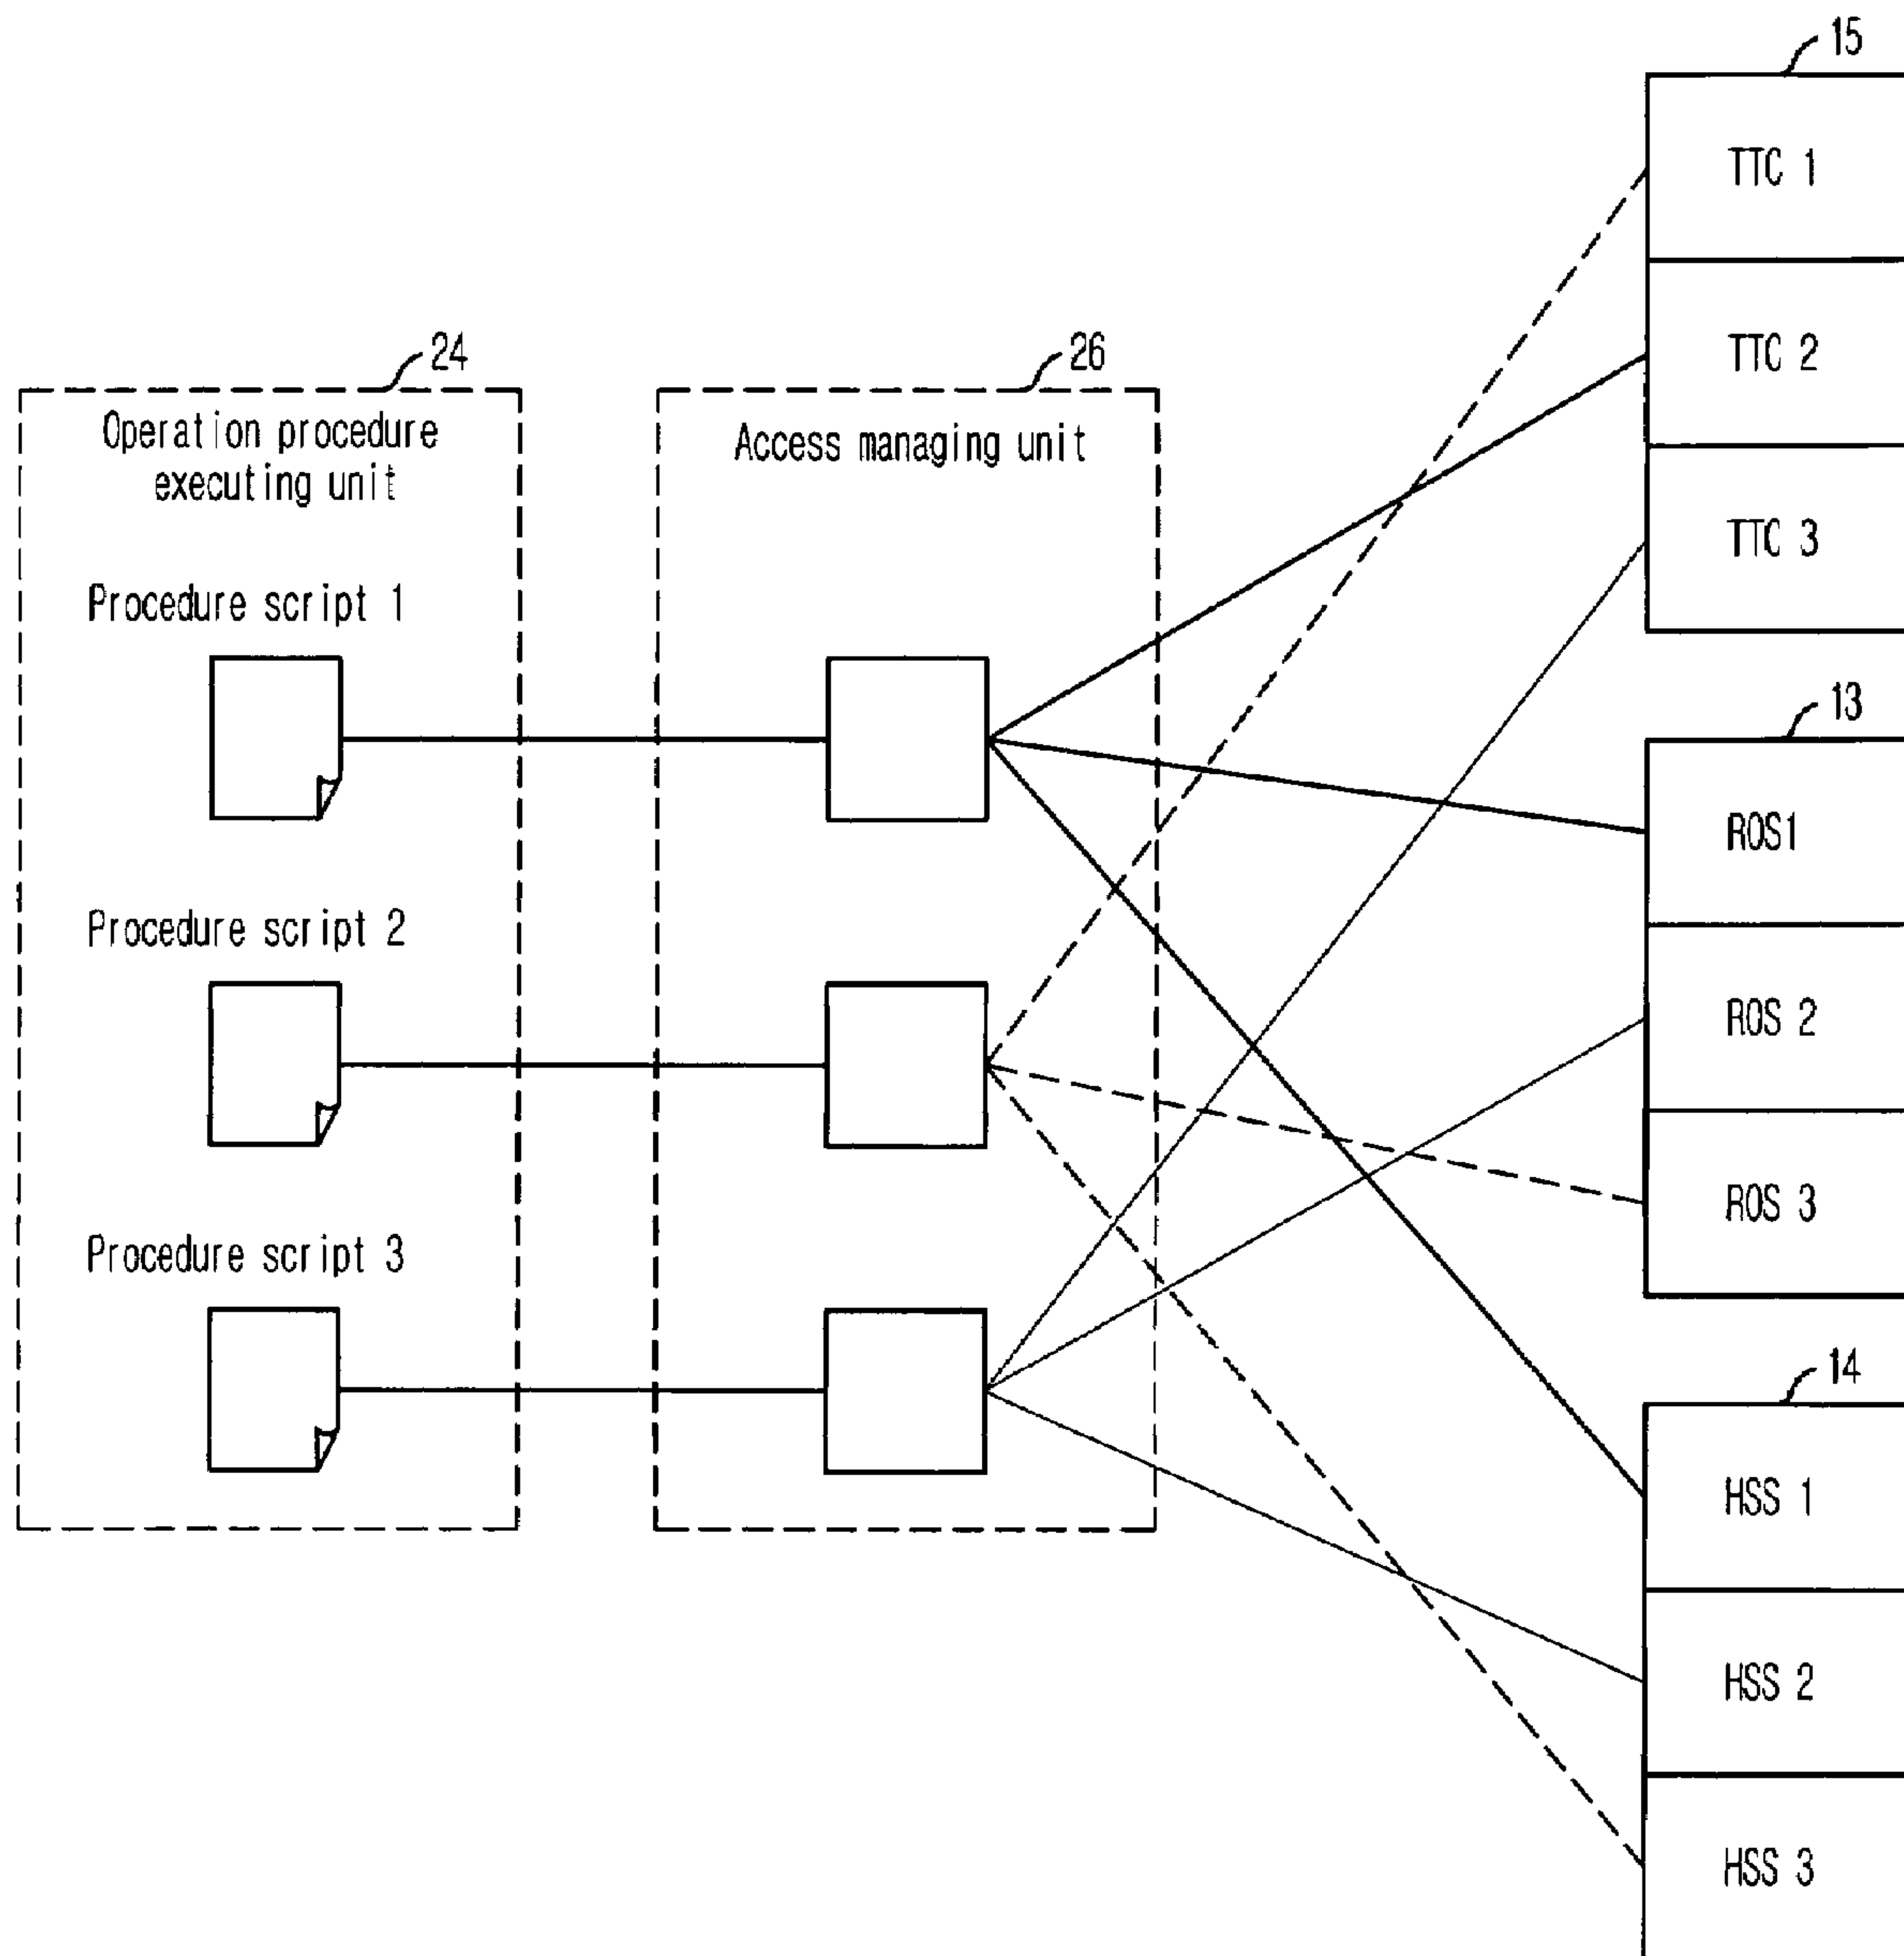 15
TTC 1
TTC 2
TTC 3
24
26
Operation procedure
executing unit
Access managing unit
Procedure script 1
13
ROS1
ROS 2
ROS 3
Procedure script 2
Procedure script 3
14
HSS 1
HSS 2
HSS 3